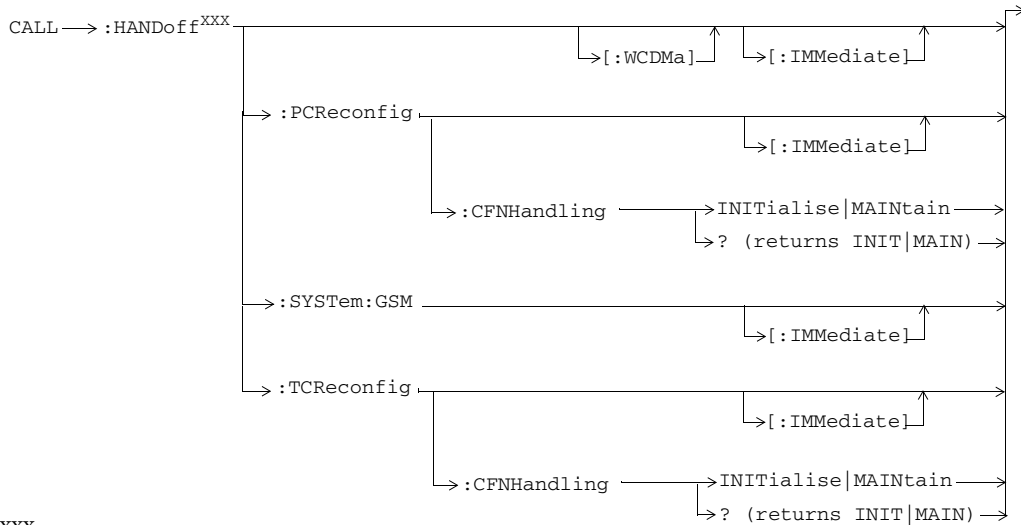 CALL :HANDoffXXX
[:WCDMa] [:IMMediate]
:PCReconfig
[:IMMediate]
:CFNHandling INITialise|MAINtain
? (returns INIT|MAIN)
:SYSTem:GSM
[:IMMediate]
:TCReconfig
[:IMMediate]
:CFNHandling INITialise|MAINtain
? (returns INIT|MAIN)